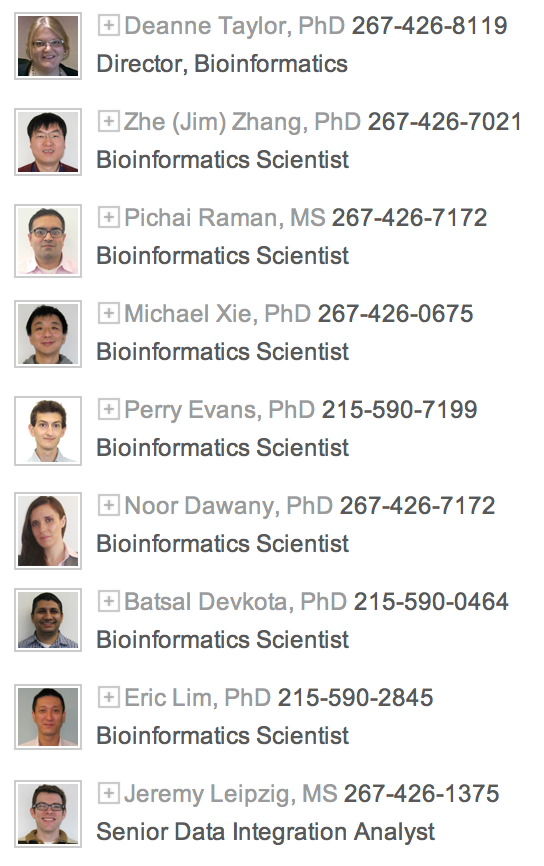 Deanne Taylor, PhD 267-426-8119
Director, Bioinformatics
Zhe (Jim) Zhang, PhD 267-426-7021
Bioinformatics Scientist
Pichai Raman, MS 267-426-7172
Bioinformatics Scientist
Michael Xie, PhD 267-426-0675
Bioinformatics Scientist
Perry Evans, PhD 215-590-7199
Bioinformatics Scientist
Noor Dawany, PhD 267-426-7172
Bioinformatics Scientist
Batsal Devkota, PhD 215-590-0464
Bioinformatics Scientist
Eric Lim, PhD 215-590-2845
Bioinformatics Scientist
Jeremy Leipzig, MS 267-426-1375
Senior Data Integration Analyst